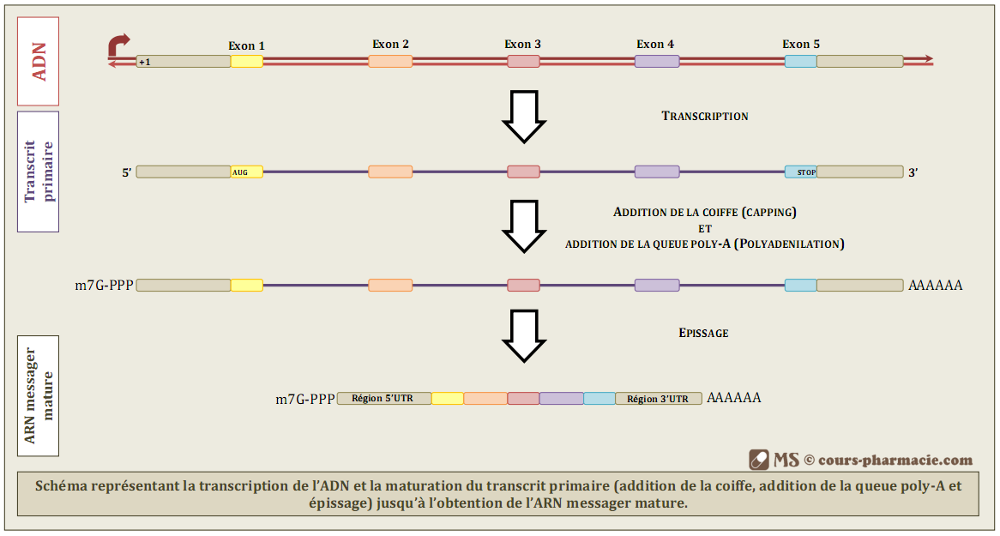 ADN
Exon 1
Exon 2
Exon 3
Exon 4
Exon 5
+1
TRANSCRIPTION
Transcrit
primaire
5’
AUG
STOP
3’
ADDITION DE LA COIFFE (CAPPING)
ET
ADDITION DE LA QUEUE POLY-A (POLYADENILATION)
m7G-PPP
AAAAAA
EPISSAGE
ARN messager
mature
m7G-PPP
Région 5’UTR
Région 3’UTR
AAAAAA
MS © cours-pharmacie.com
Schéma représentant la transcription de l’ADN et la maturation du transcrit primaire (addition de la coiffe, addition de la queue poly-A et
épissage) jusqu’à l’obtention de l’ARN messager mature.